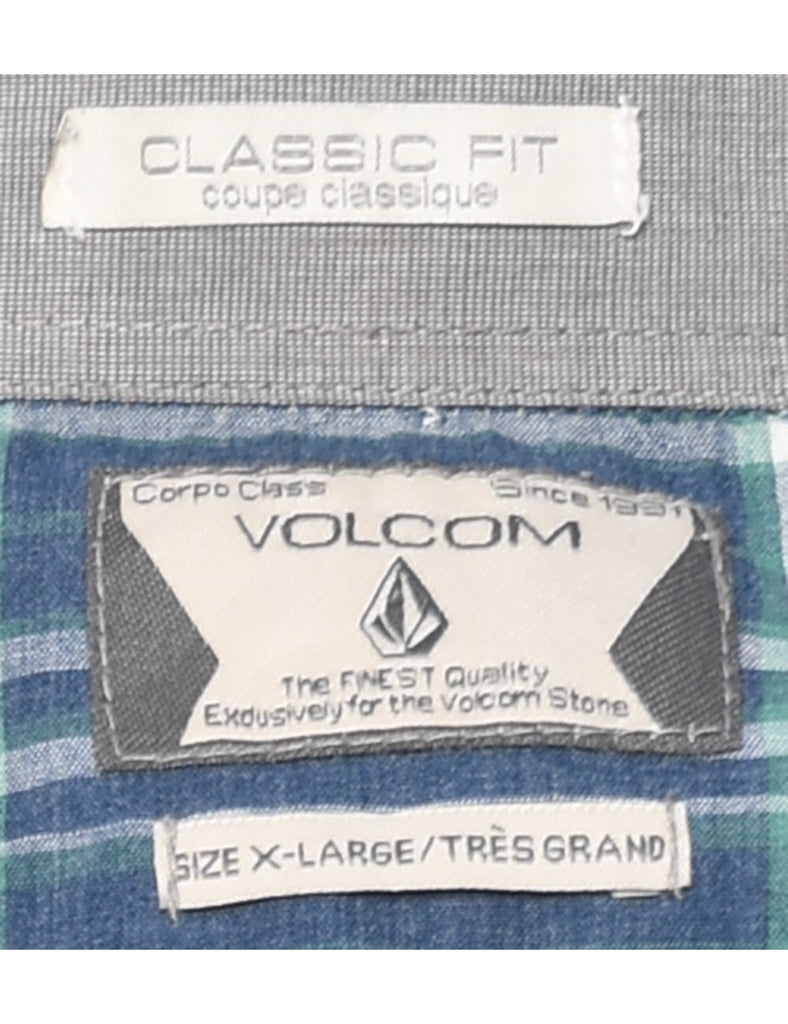 CLASSIC FIT
coupe classique
Corpo Class Since 1991
VOLCOM
The FINEST Quality
Exclusively for the Volcom Stone
SIZE X-LARGE/TRÈS GRAND